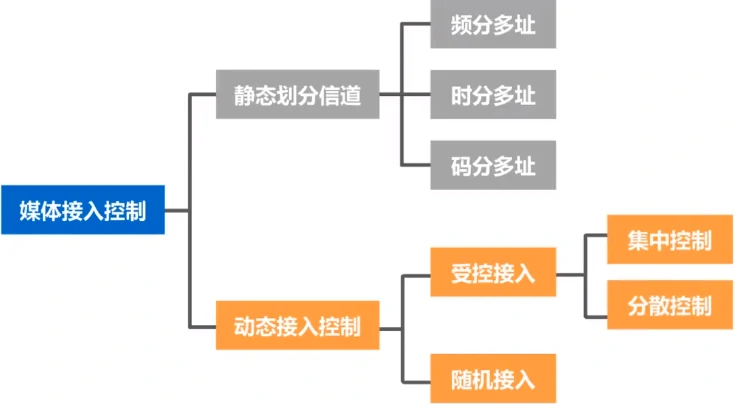 频分多址
静态划分信道
时分多址
码分多址
媒体接入控制
集中控制
受控接入
分散控制
动态接入控制
随机接入